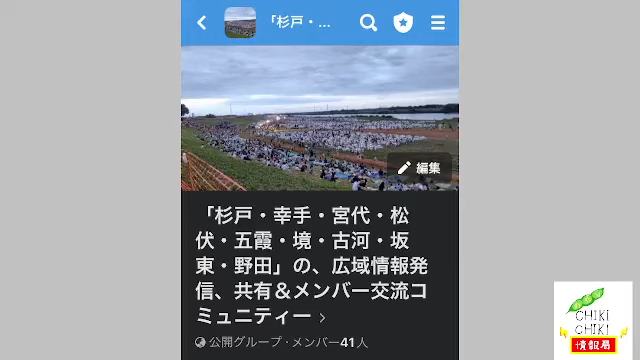 「杉戸・...
編集
「杉戸・幸手・宮代・松
伏・五霞・境・古河・坂
東・野田」の、広域情報発
信、共有＆メンバー交流コ
ミュニティー
公開グループ・メンバー41人
CHIKI
CHIKI
情報局